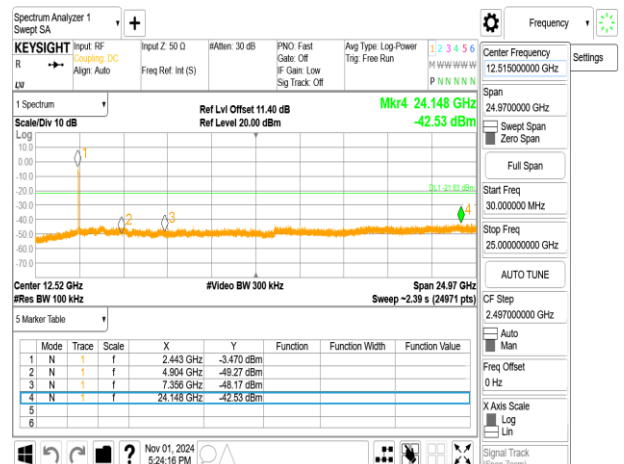 Spectrum Analyzer 1
Swept SA
Frequency
KEYSIGHT
R
LXI
Input: RF
Coupling: DC
Align: Auto
Input Z: 50 Ω
Freq Ref: Int (S)
#Atten: 30 dB
PNO: Fast
Gate: Off
IF Gain: Low
Sig Track: Off
Avg Type: Log-Power
Trig: Free Run
1 2 3 4 5 6
M W W W W W
P N N N N N
1 Spectrum
Scale/Div 10 dB
Ref Lvl Offset 11.40 dB
Ref Level 20.00 dBm
Mkr4 24.148 GHz
-42.53 dBm
Log
10.0
0.00
-10.0
-20.0
-30.0
-40.0
-50.0
-60.0
-70.0
1
2
3
4
DL1 -21.83 dBm
Center 12.52 GHz
#Res BW 100 kHz
#Video BW 300 kHz
Span 24.97 GHz
Sweep ~2.39 s (24971 pts)
5 Marker Table
Mode Trace Scale X Y Function Function Width Function Value
1 N 1 f 2.443 GHz -3.470 dBm
2 N 1 f 4.904 GHz -49.27 dBm
3 N 1 f 7.356 GHz -48.17 dBm
4 N 1 f 24.148 GHz -42.53 dBm
5
6
Nov 01, 2024
5:24:16 PM
?
Center Frequency
12.515000000 GHz
Settings
Span
24.9700000 GHz
Swept Span
Zero Span
Full Span
Start Freq
30.000000 MHz
Stop Freq
25.000000000 GHz
AUTO TUNE
CF Step
2.497000000 GHz
Auto
Man
Freq Offset
0 Hz
X Axis Scale
Log
Lin
Signal Track
(Span Zoom)